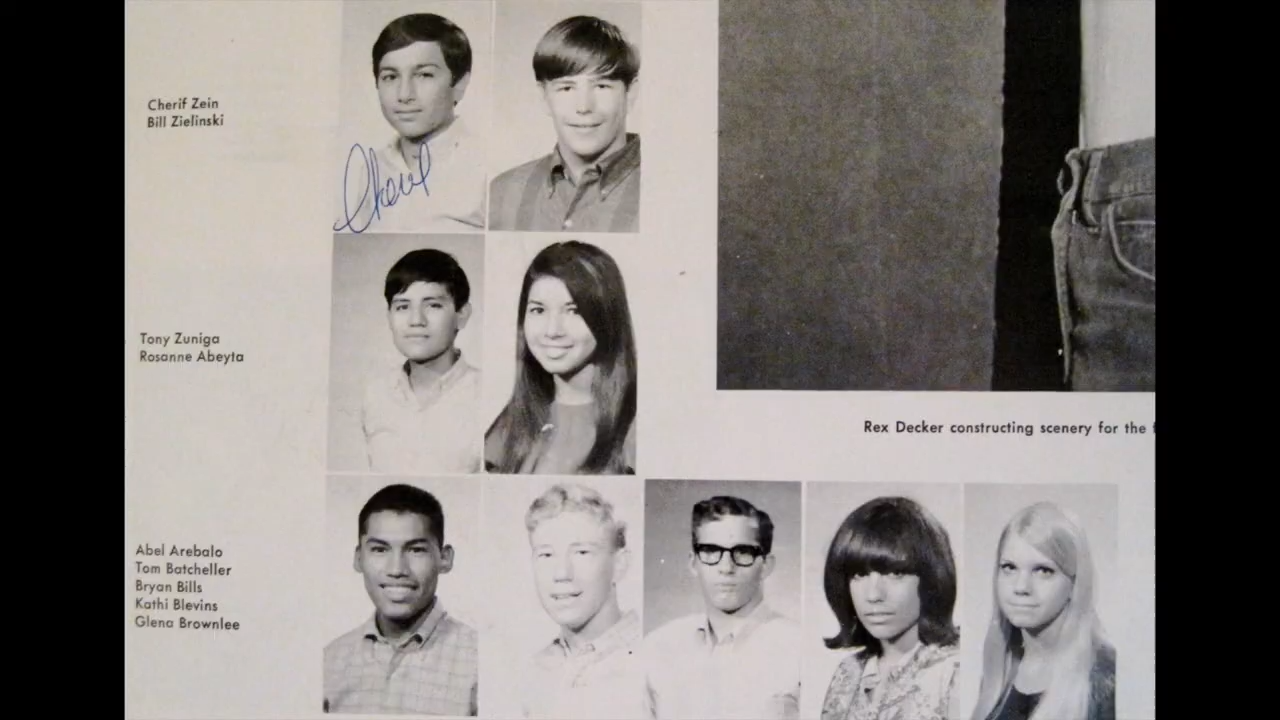 Cherif Zein
Bill Zielinski
Cherif
Tony Zuniga
Rosanne Abeyta
Rex Decker constructing scenery for the
Abel Arebalo
Tom Batcheller
Bryan Bills
Kathi Blevins
Glena Brownlee